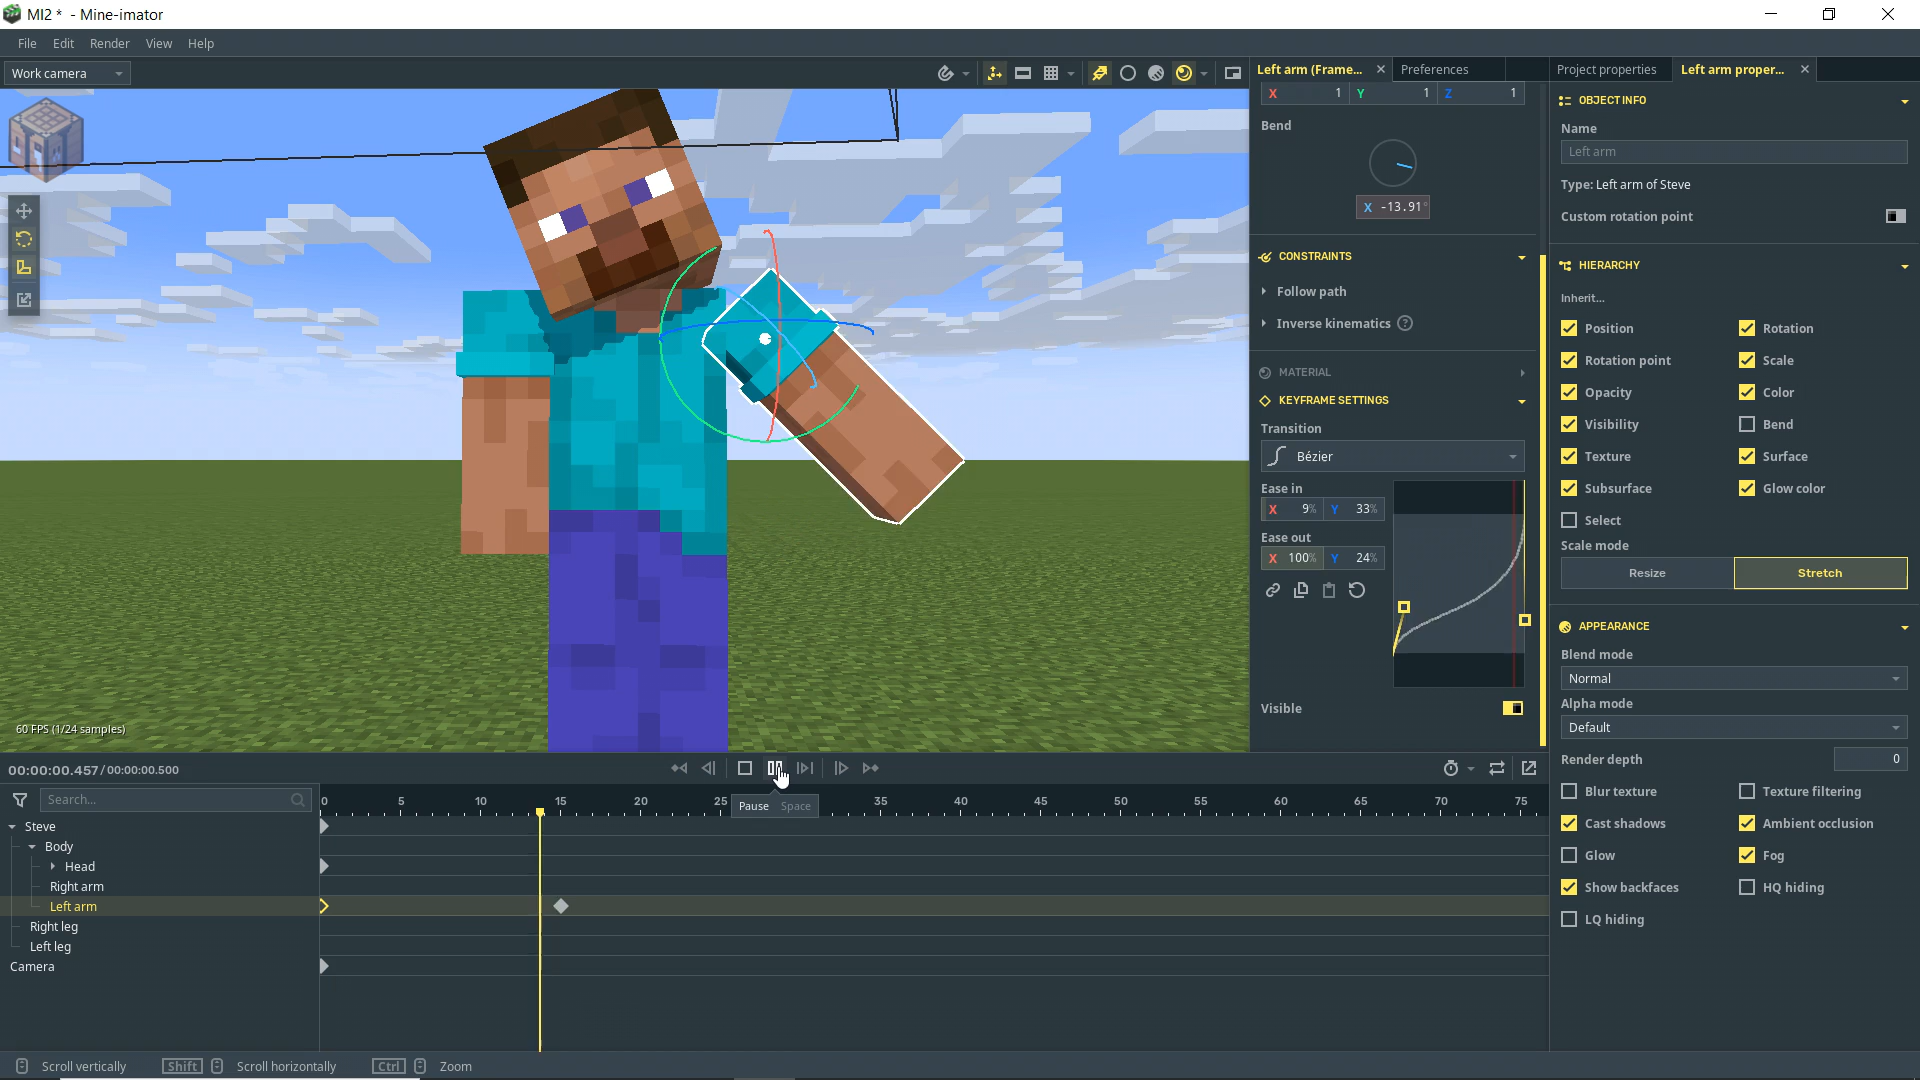 MI2 * - Mine-imator
File Edit Render View Help
Work camera
Left arm (Frame... Preferences
Project properties Left arm proper...
X 1 Y 1 Z 1
Bend
X -13.91°
CONSTRAINTS
Follow path
Inverse kinematics ?
MATERIAL
KEYFRAME SETTINGS
Transition
Bézier
Ease in
X 9% Y 33%
Ease out
X 100% Y 24%
Visible
OBJECT INFO
Name
Left arm
Type: Left arm of Steve
Custom rotation point
HIERARCHY
Inherit...
Position Rotation
Rotation point Scale
Opacity Color
Visibility Bend
Texture Surface
Subsurface Glow color
Select
Scale mode
Resize Stretch
APPEARANCE
Blend mode
Normal
Alpha mode
Default
Render depth 0
Blur texture Texture filtering
Cast shadows Ambient occlusion
Glow Fog
Show backfaces HQ hiding
LQ hiding
60 FPS (1/24 samples)
00:00:00.457 / 00:00:00.500
Pause Space
Search...
0 5 10 15 20 25 35 40 45 50 55 60 65 70 75
Steve
Body
Head
Right arm
Left arm
Right leg
Left leg
Camera
Scroll vertically Shift Scroll horizontally Ctrl Zoom